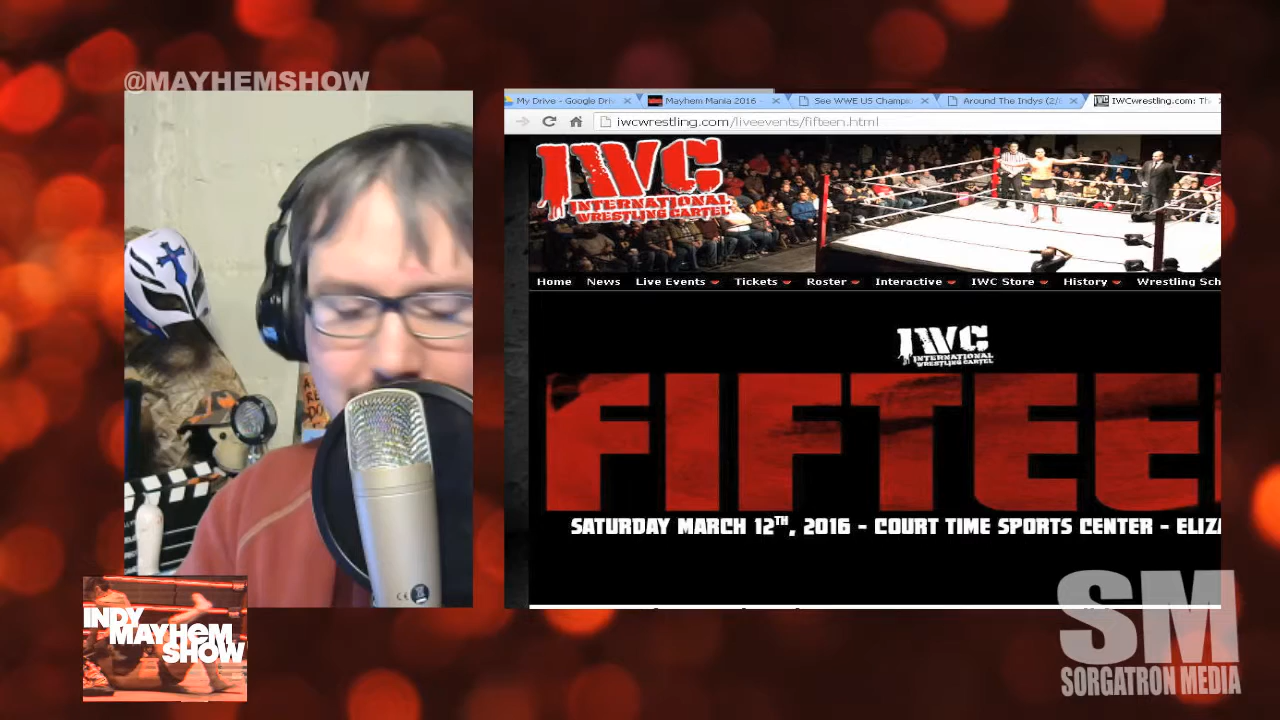 @MAYHEMSHOW
My Drive - Google Dri
Mayhem Mania 2016 -
See WWE US Champi
Around The Indys (2/
IWCwrestling.com: Th
iwcwrestling.com/liveevents/fifteen.html
IWC
INTERNATIONAL
WRESTLING CARTEL
Home News Live Events Tickets Roster Interactive IWC Store History Wrestling Sch
IWC
INTERNATIONAL
WRESTLING CARTEL
FIFTEE
SATURDAY MARCH 12TH, 2016 - COURT TIME SPORTS CENTER - ELIZA
INDY
MAYHEM
SHOW
SM
SORGATRON MEDIA